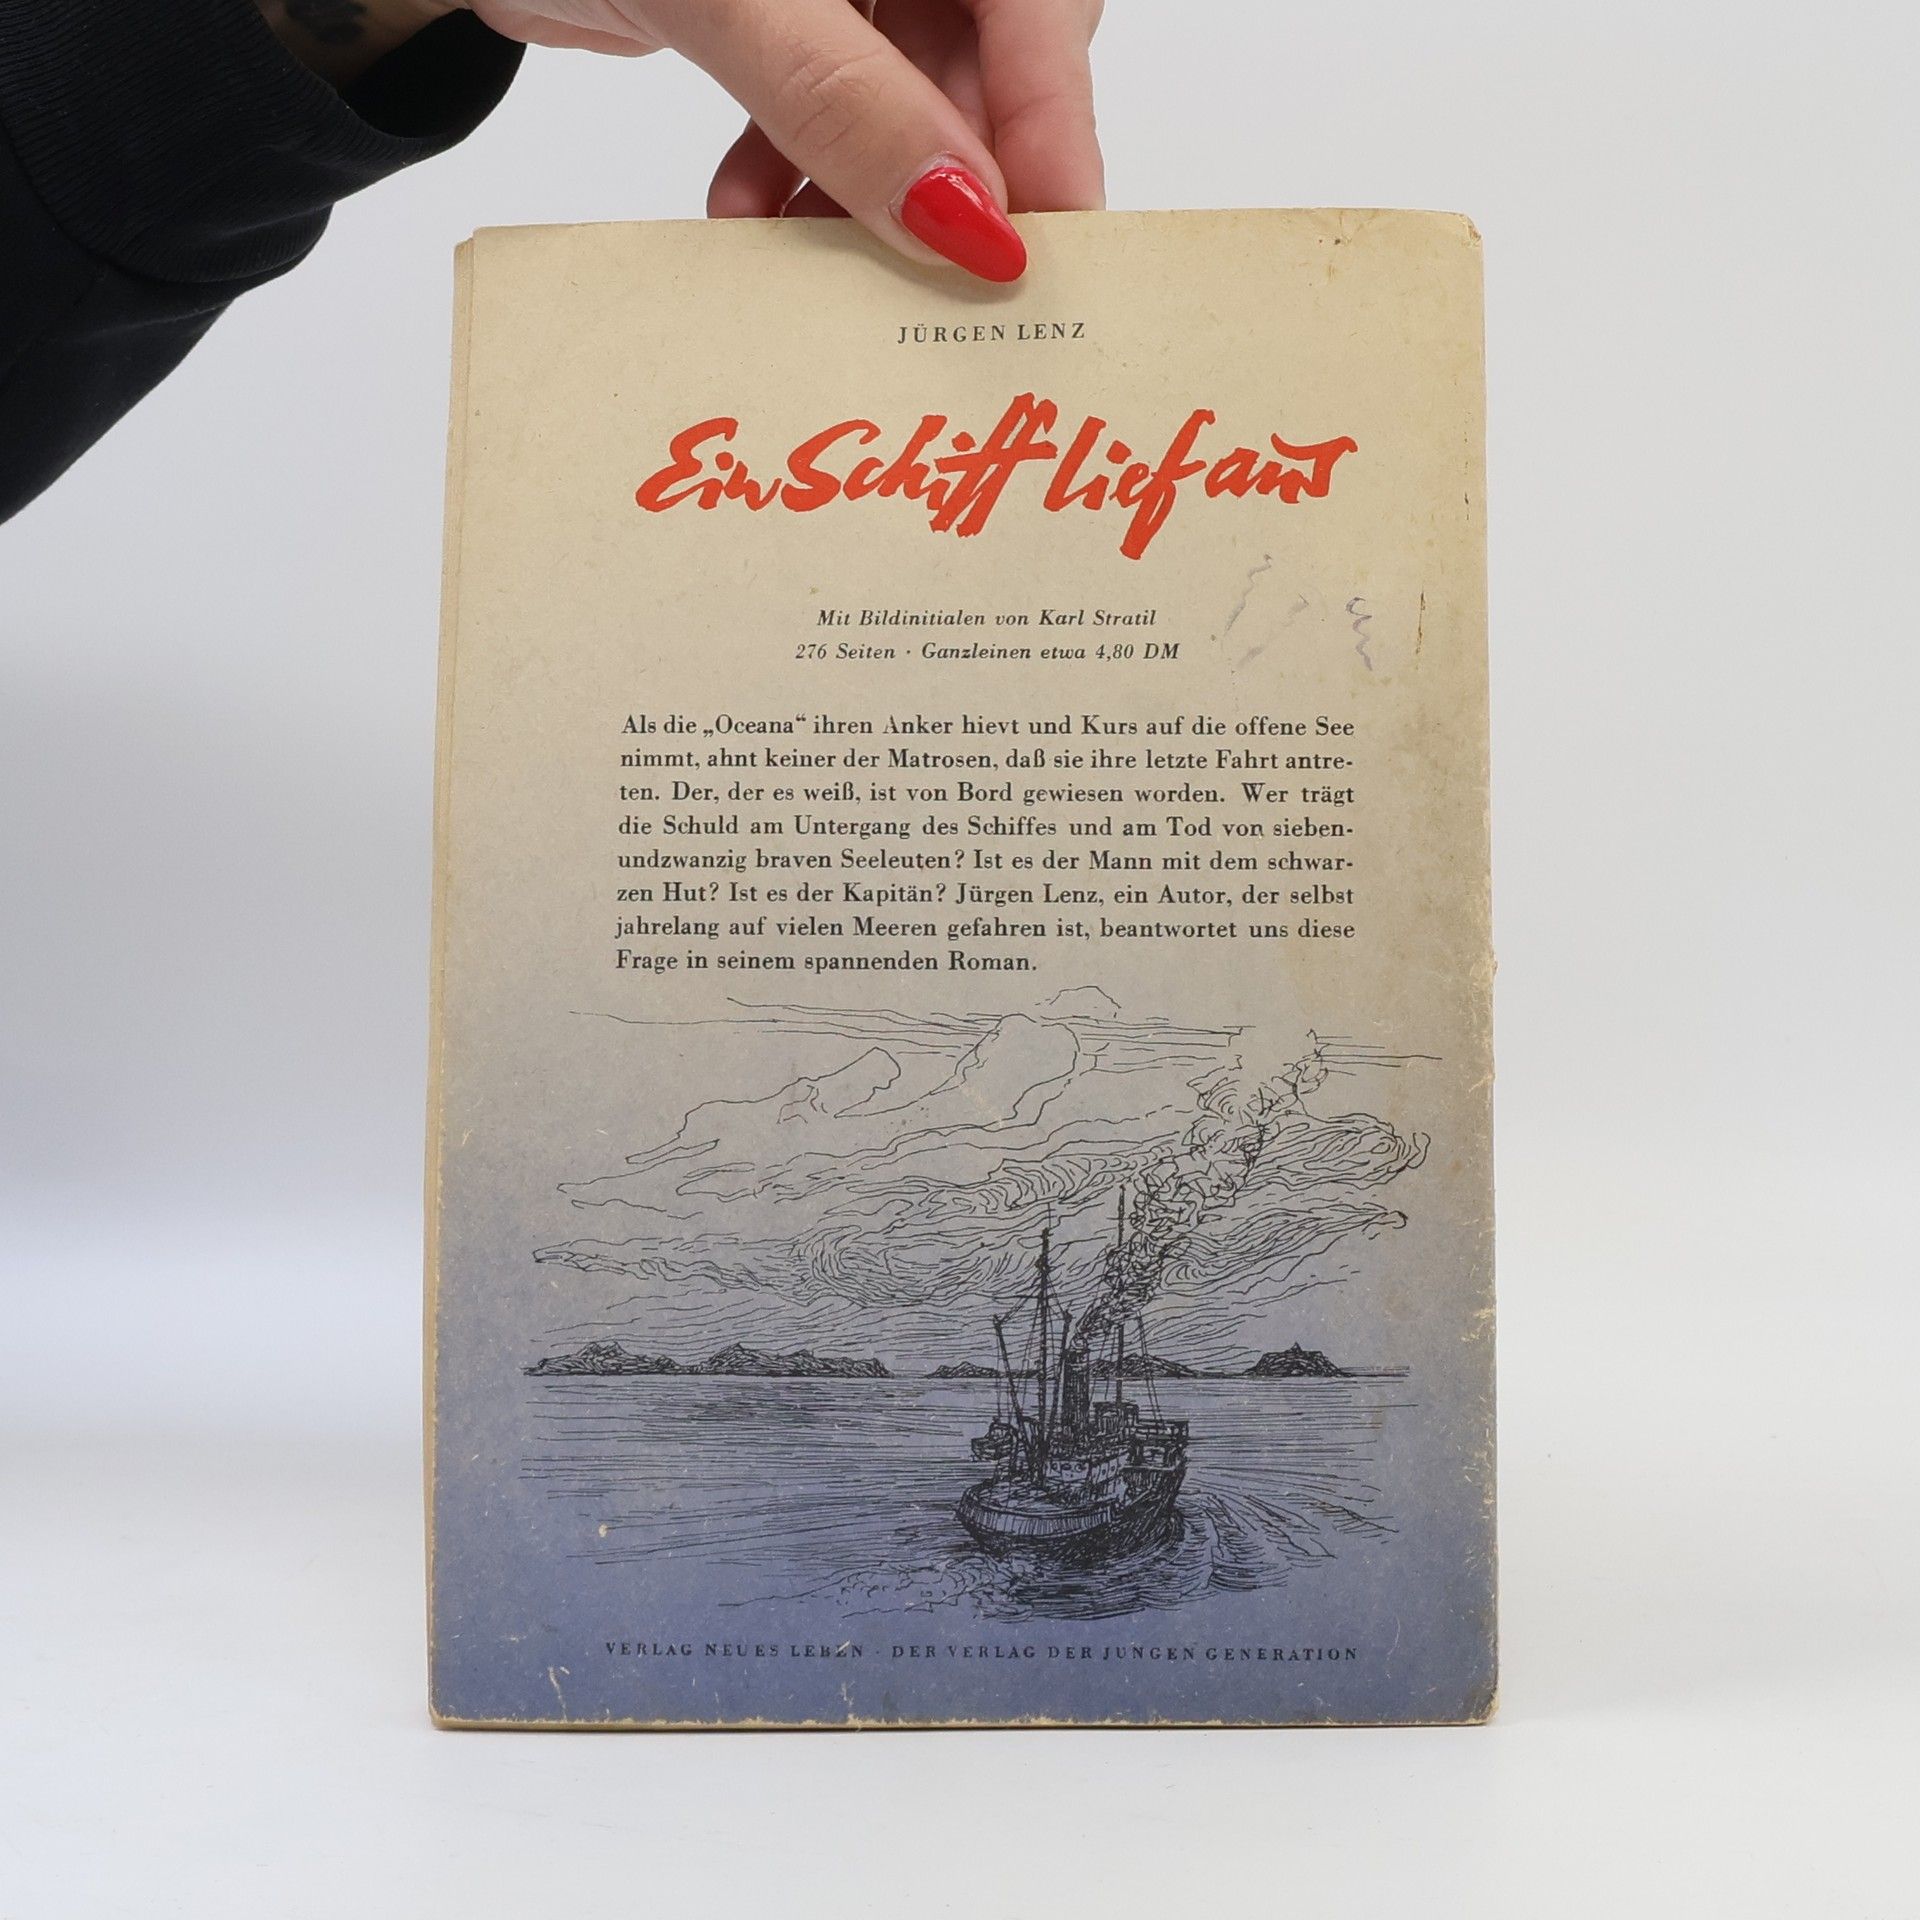 JÜRGEN LENZ
Ein Schiff lief aus
Mit Bildinitialen von Karl Stratil
276 Seiten · Ganzleinen etwa 4,80 DM
Als die „Oceana“ ihren Anker hievt und Kurs auf die offene See
nimmt, ahnt keiner der Matrosen, daß sie ihre letzte Fahrt antre-
ten. Der, der es weiß, ist von Bord gewiesen worden. Wer trägt
die Schuld am Untergang des Schiffes und am Tod von sieben-
undzwanzig braven Seeleuten? Ist es der Mann mit dem schwar-
zen Hut? Ist es der Kapitän? Jürgen Lenz, ein Autor, der selbst
jahrelang auf vielen Meeren gefahren ist, beantwortet uns diese
Frage in seinem spannenden Roman.
VERLAG NEUES LEBEN · DER VERLAG DER JUNGEN GENERATION